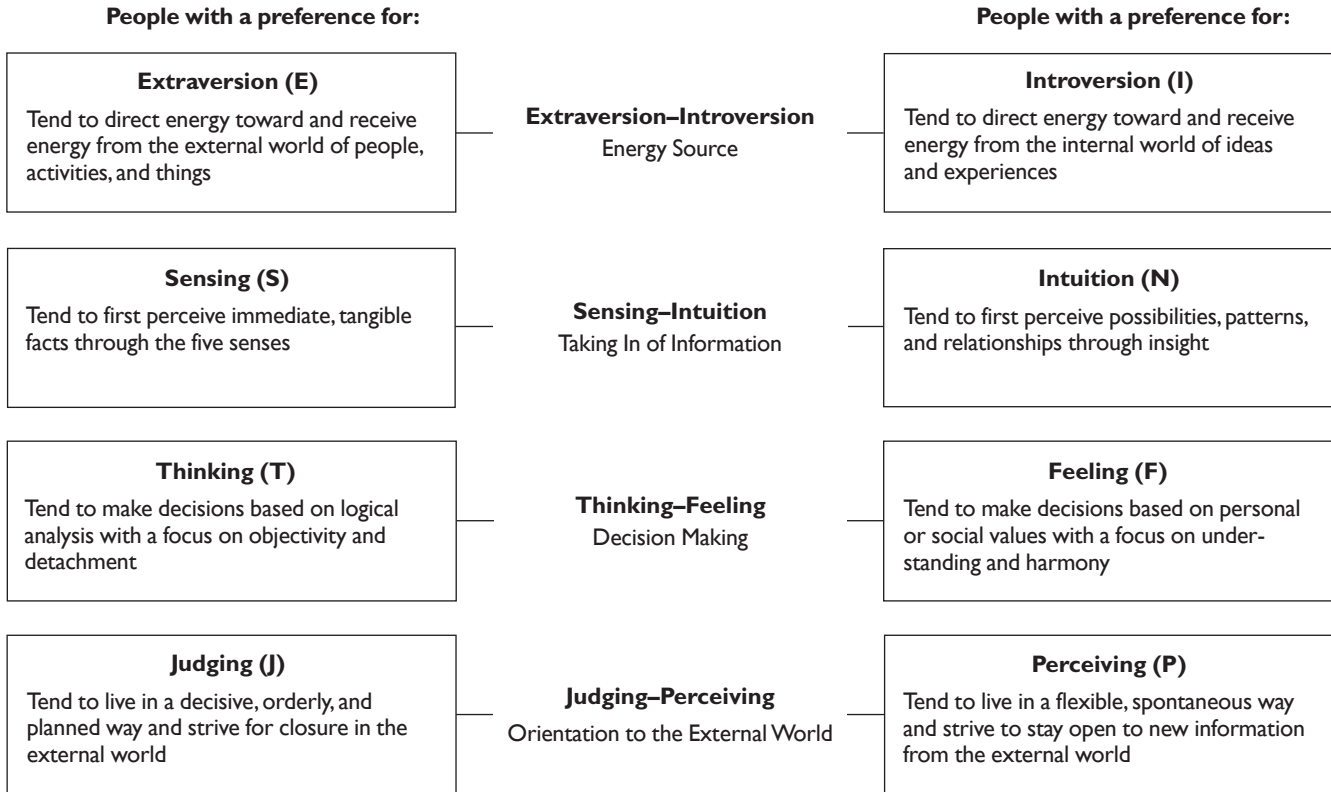 People with a preference for:
People with a preference for:
Extraversion (E)
Tend to direct energy toward and receive
energy from the external world of people,
activities, and things
Extraversion–Introversion
Energy Source
Introversion (I)
Tend to direct energy toward and receive
energy from the internal world of ideas
and experiences
Sensing (S)
Tend to first perceive immediate, tangible
facts through the five senses
Sensing–Intuition
Taking In of Information
Intuition (N)
Tend to first perceive possibilities, patterns,
and relationships through insight
Thinking (T)
Tend to make decisions based on logical
analysis with a focus on objectivity and
detachment
Thinking–Feeling
Decision Making
Feeling (F)
Tend to make decisions based on personal
or social values with a focus on under-
standing and harmony
Judging (J)
Tend to live in a decisive, orderly, and
planned way and strive for closure in the
external world
Judging–Perceiving
Orientation to the External World
Perceiving (P)
Tend to live in a flexible, spontaneous way
and strive to stay open to new information
from the external world